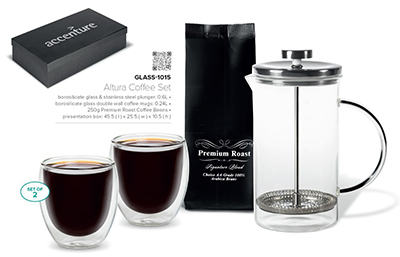 accenture
GLASS-1015
Altura Coffee Set
borosilicate glass & stainless steel plunger: 0.6L •
borosilicate glass double wall coffee mugs: 0.24L •
250g Premium Roast Coffee Beans •
presentation box: 45.5 ( l ) x 25.5 ( w ) x 10.5 ( h )
Premium Roast
Signature Blend
Choice AA Grade 100%
Arabica Beans
SET OF
2